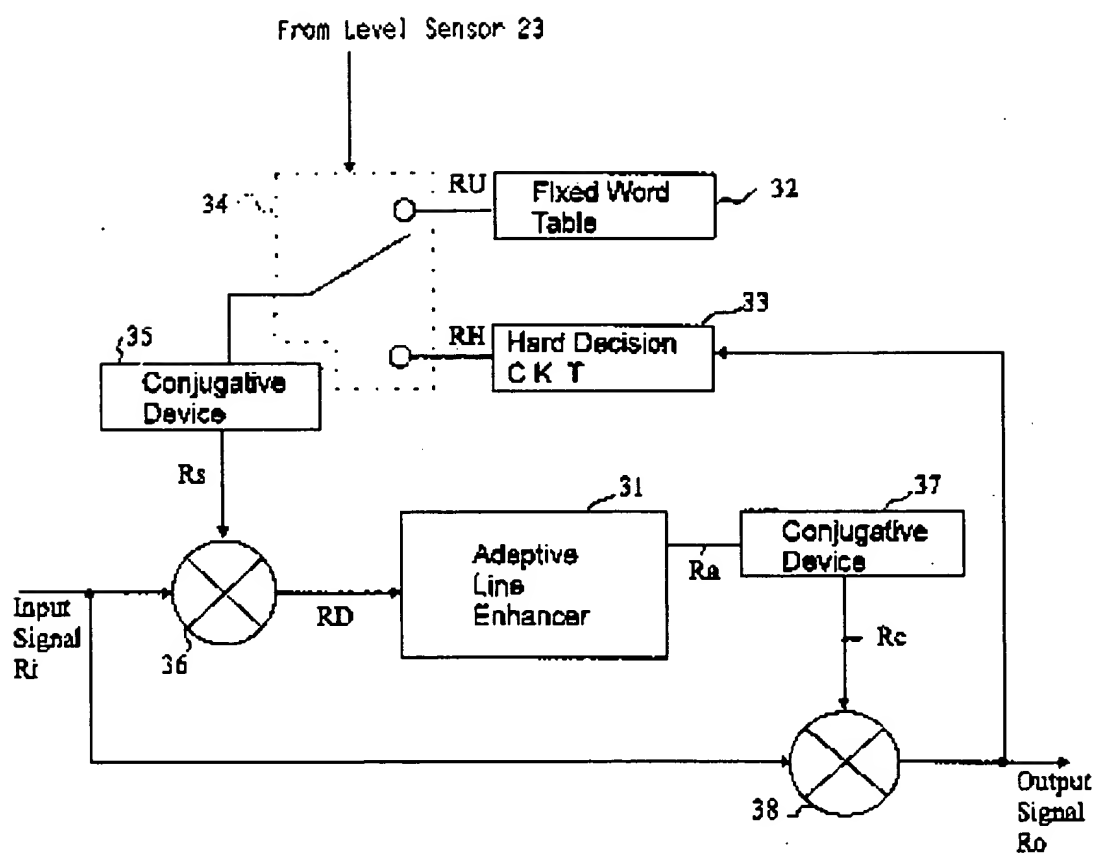 From Level Sensor 23
34
RU
Fixed Word
Table
32
33
35
RH
Hard Decision
C K T
Conjugative
Device
Rs
31
37
Adeptive
Line
Enhancer
Ra
Conjugative
Device
Input
Signal
Ri
36
RD
Rc
38
Output
Signal
Ro